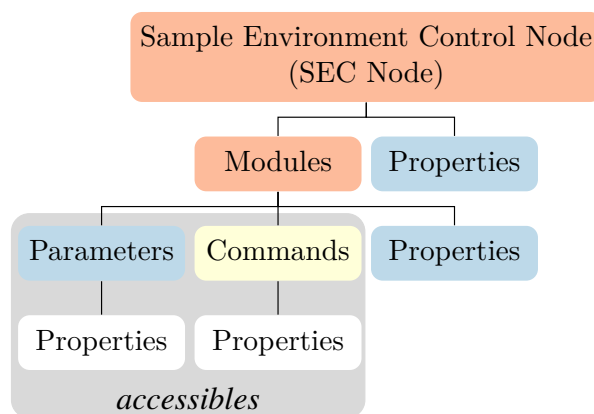 Sample Environment Control Node
(SEC Node)
Modules
Properties
Parameters
Commands
Properties
Properties
Properties
accessibles